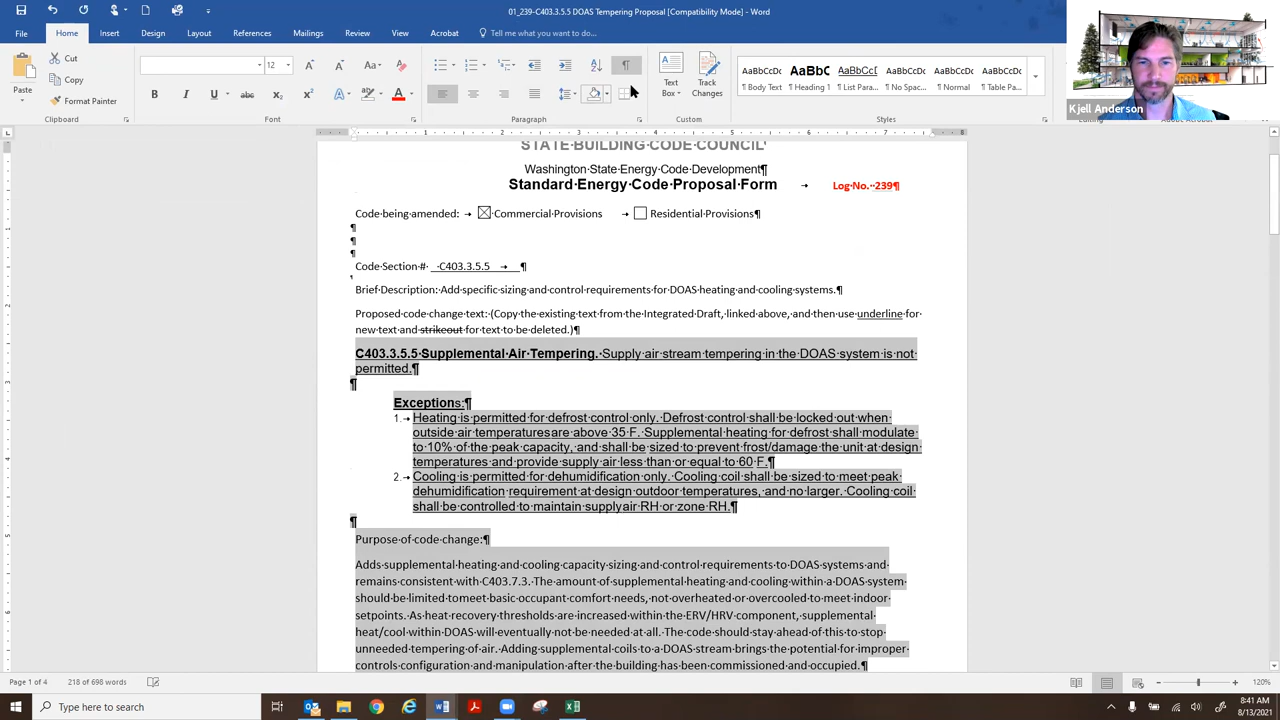 01_239-C403.3.5.5 DOAS Tempering Proposal [Compatibility Mode] - Word
File Home Insert Design Layout References Mailings Review View Acrobat Tell me what you want to do...
Paste Cut Copy Format Painter
12
Text Box Track Changes
AaBbCcDc AaBbC AaBbCcI AaBbCcDc AaBbCcDc AaBbCcDc
¶ Body Text ¶ Heading 1 ¶ List Para... ¶ No Spac... ¶ Normal ¶ Table Pa...
Clipboard Font Paragraph Styles Editing
Kjell Anderson
STATE·BUILDING·CODE·COUNCIL
Washington·State·Energy·Code·Development¶
Standard·Energy·Code·Proposal·Form → Log·No.··239¶
Code·being·amended: → ☒·Commercial·Provisions → ☐ Residential·Provisions¶
¶
¶
¶
Code·Section·#· ·C403.3.5.5 → ¶
¶
Brief·Description:·Add·specific·sizing·and·control·requirements·for·DOAS·heating·and·cooling·systems.¶
Proposed·code·change·text:·(Copy·the·existing·text·from·the·Integrated·Draft,·linked·above,·and·then·use·underline·for·
new·text·and·strikeout·for·text·to·be·deleted.)¶
C403.3.5.5·Supplemental·Air·Tempering.·Supply·air·stream·tempering·in·the·DOAS·system·is·not·
permitted.¶
¶
Exceptions:¶
1.→Heating·is·permitted·for·defrost·control·only.·Defrost·control·shall·be·locked·out·when·
outside·air·temperatures·are·above·35·F.·Supplemental·heating·for·defrost·shall·modulate·
to·10%·of·the·peak·capacity,·and·shall·be·sized·to·prevent·frost/damage·the·unit·at·design·
temperatures·and·provide·supply·air·less·than·or·equal·to·60·F.¶
2.→Cooling·is·permitted·for·dehumidification·only.·Cooling·coil·shall·be·sized·to·meet·peak·
dehumidification·requirement·at·design·outdoor·temperatures,·and·no·larger.·Cooling·coil·
shall·be·controlled·to·maintain·supply·air·RH·or·zone·RH.¶
¶
Purpose·of·code·change:¶
Adds·supplemental·heating·and·cooling·capacity·sizing·and·control·requirements·to·DOAS·systems·and·
remains·consistent·with·C403.7.3.·The·amount·of·supplemental·heating·and·cooling·within·a·DOAS·system·
should·be·limited·to·meet·basic·occupant·comfort·needs,·not·overheated·or·overcooled·to·meet·indoor·
setpoints.·As·heat·recovery·thresholds·are·increased·within·the·ERV/HRV·component,·supplemental·
heat/cool·within·DOAS·will·eventually·not·be·needed·at·all.·The·code·should·stay·ahead·of·this·to·stop·
unneeded·tempering·of·air.·Adding·supplemental·coils·to·a·DOAS·stream·brings·the·potential·for·improper·
controls·configuration·and·manipulation·after·the·building·has·been·commissioned·and·occupied.¶
Page 1 of 4 218 of 698 words 120%
Type here to search 8:41 AM
8/13/2021